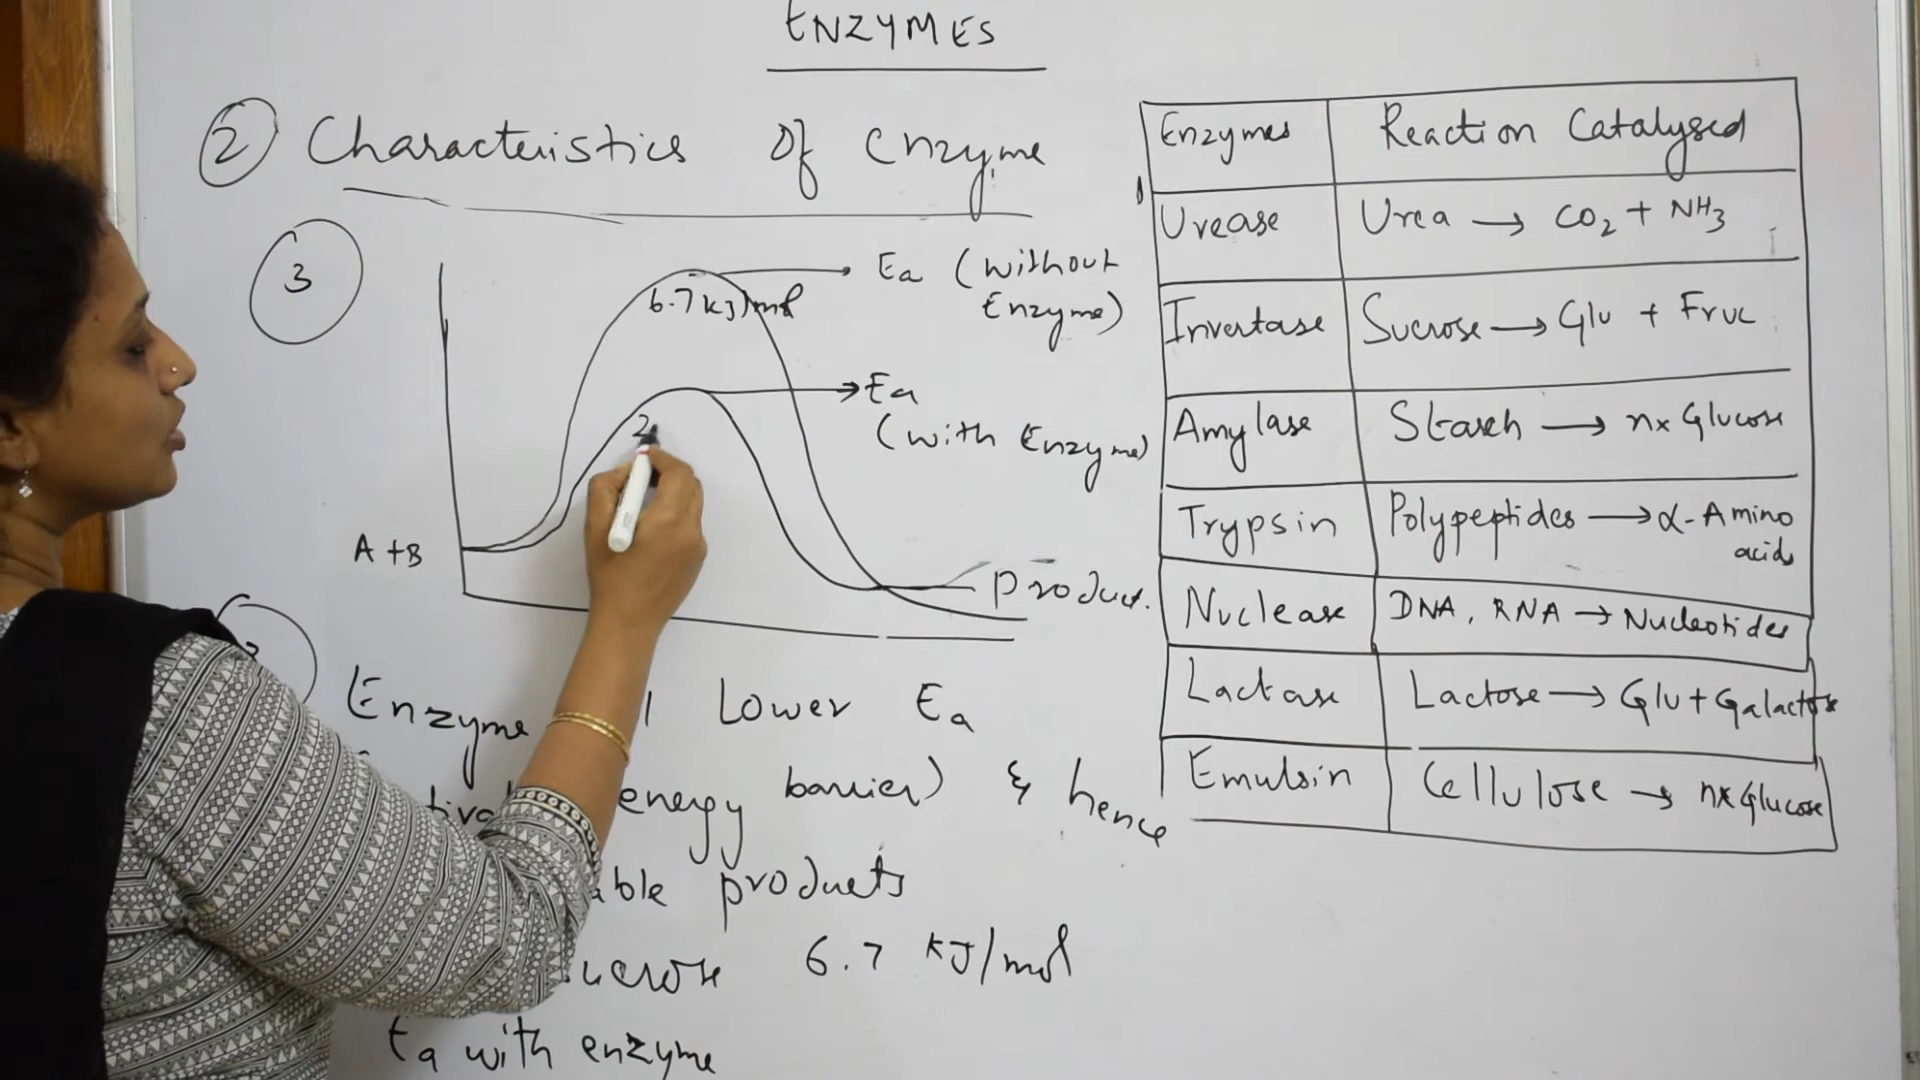 ENZYMES
2 Characteristics Of Enzyme
3
Ea (without
Enzyme)
6.7 kJ/mol
Ea
(with Enzyme)
2
A + B
Product.
Enzyme Lower Ea
energy barrier) & hence
products
6.7 kJ/mol
Ea with enzyme
Enzymes Reaction Catalysed
Urease Urea → CO2 + NH3
Invertase Sucrose → Glu + Fruc
Amylase Starch → nx Glucose
Trypsin Polypeptides → α-Amino
acids
Nuclease DNA, RNA → Nucleotides
Lactase Lactose → Glu + Galactose
Emulsin Cellulose → nx Glucose